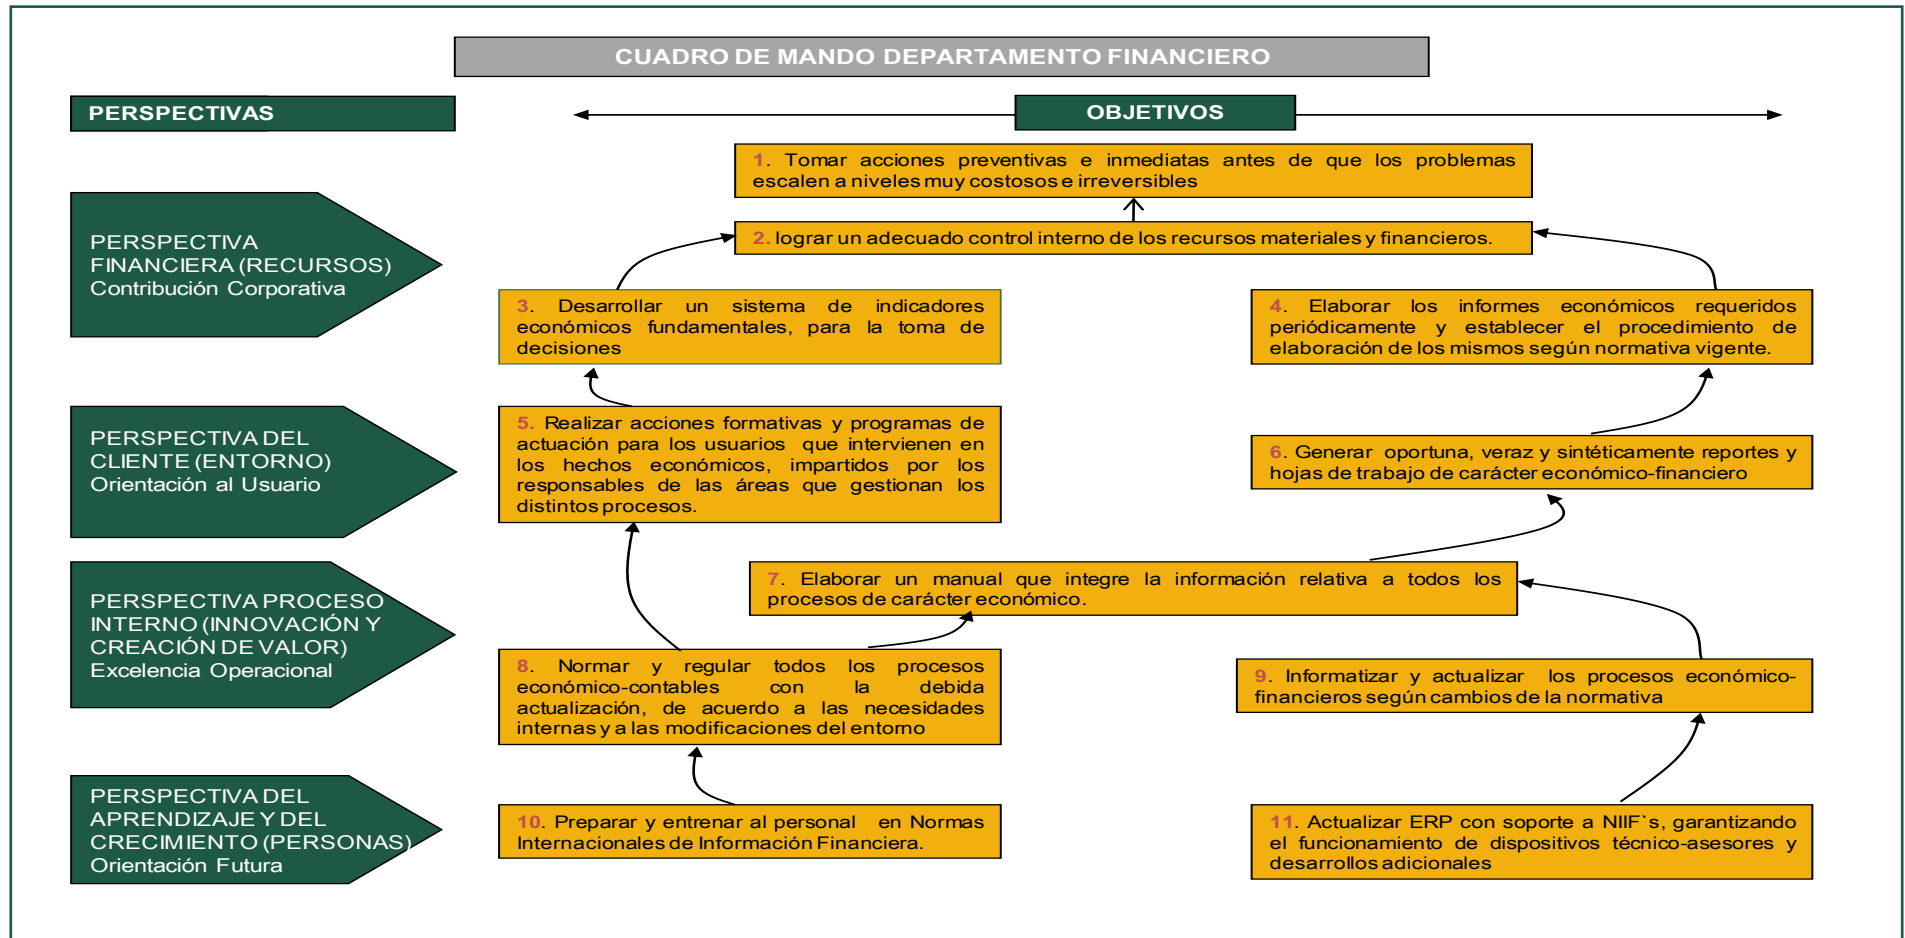 CUADRO DE MANDO DEPARTAMENTO FINANCIERO
PERSPECTIVAS
OBJETIVOS
1. Tomar acciones preventivas e inmediatas antes de que los problemas
escalen a niveles muy costosos e irreversibles
PERSPECTIVA
FINANCIERA (RECURSOS)
Contribución Corporativa
2. lograr un adecuado control interno de los recursos materiales y financieros.
3. Desarrollar un sistema de indicadores
económicos fundamentales, para la toma de
decisiones
4. Elaborar los informes económicos requeridos
periódicamente y establecer el procedimiento de
elaboración de los mismos según normativa vigente.
PERSPECTIVA DEL
CLIENTE (ENTORNO)
Orientación al Usuario
5. Realizar acciones formativas y programas de
actuación para los usuarios que intervienen en
los hechos económicos, impartidos por los
responsables de las áreas que gestionan los
distintos procesos.
6. Generar oportuna, veraz y sintéticamente reportes y
hojas de trabajo de carácter económico-financiero
PERSPECTIVA PROCESO
INTERNO (INNOVACIÓN Y
CREACIÓN DE VALOR)
Excelencia Operacional
7. Elaborar un manual que integre la información relativa a todos los
procesos de carácter económico.
8. Normar y regular todos los procesos
económico-contables con la debida
actualización, de acuerdo a las necesidades
internas y a las modificaciones del entorno
9. Informatizar y actualizar los procesos económico-
financieros según cambios de la normativa
PERSPECTIVA DEL
APRENDIZAJE Y DEL
CRECIMIENTO (PERSONAS)
Orientación Futura
10. Preparar y entrenar al personal en Normas
Internacionales de Información Financiera.
11. Actualizar ERP con soporte a NIIF`s, garantizando
el funcionamiento de dispositivos técnico-asesores y
desarrollos adicionales